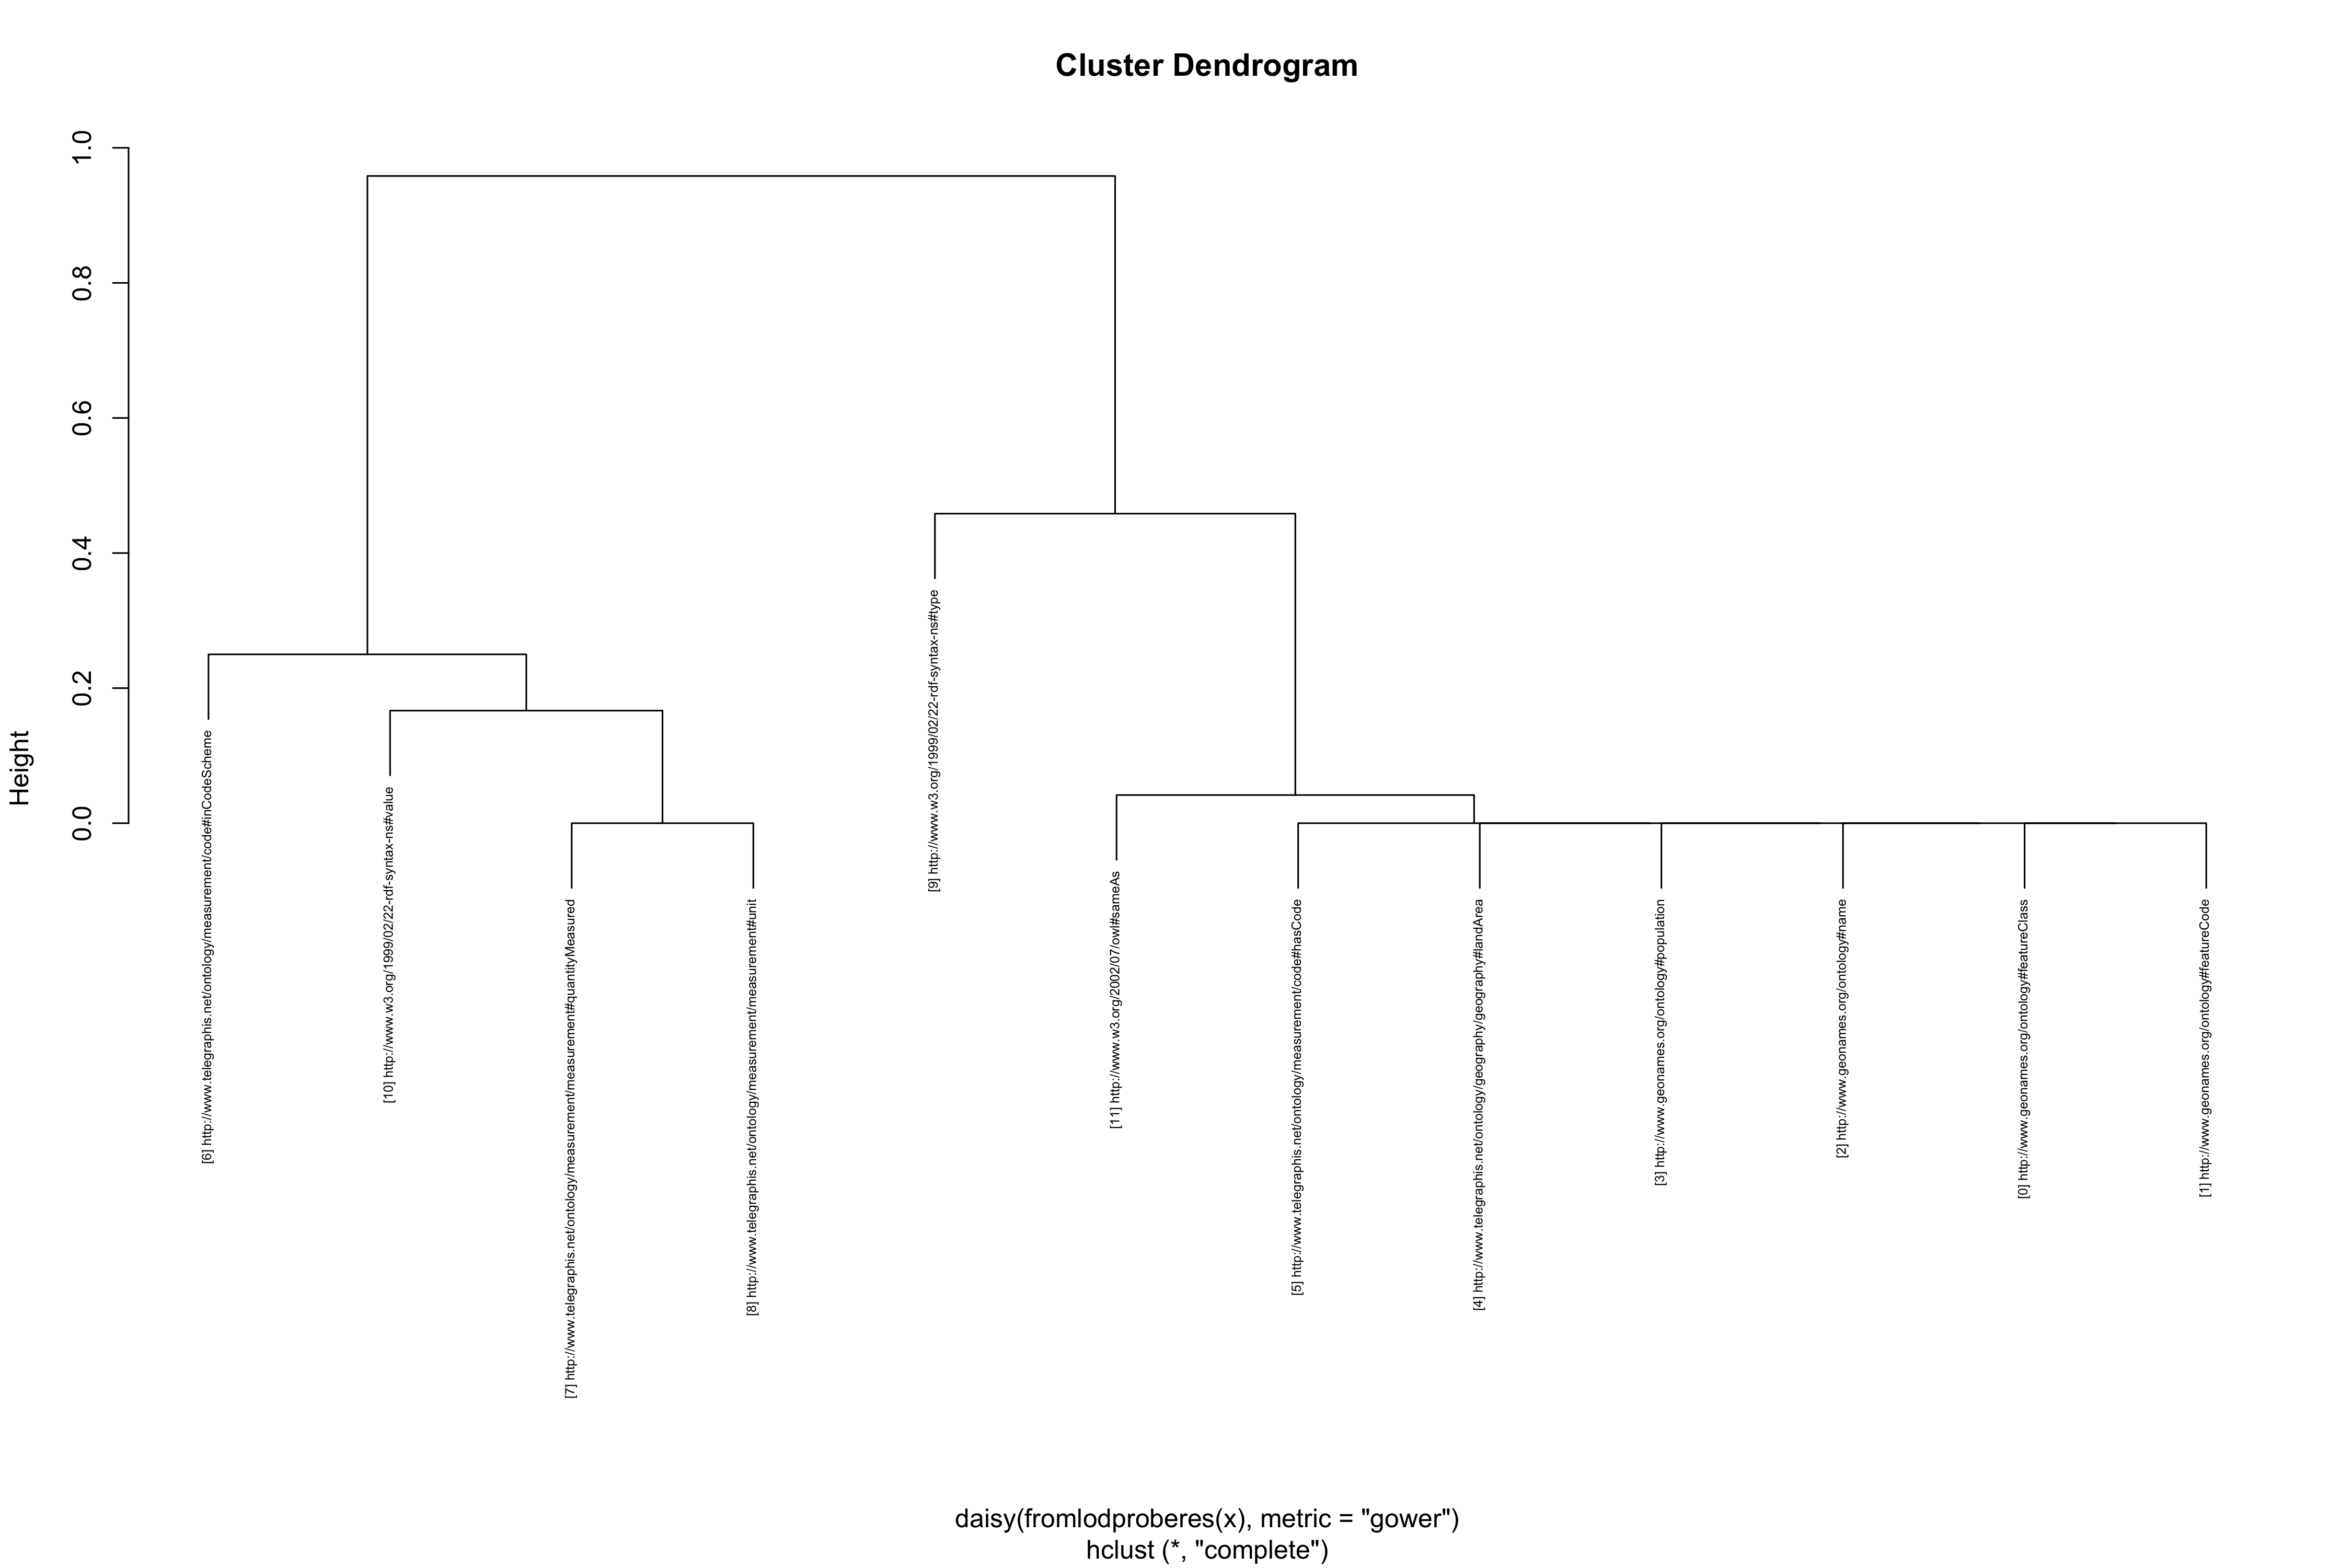 Cluster Dendrogram
1.0
0.8
0.6
0.4
0.2
0.0
Height
[6] http://www.telegraphis.net/ontology/measurement/code#inCodeScheme
[10] http://www.w3.org/1999/02/22-rdf-syntax-ns#value
[7] http://www.telegraphis.net/ontology/measurement/measurement#quantityMeasured
[8] http://www.telegraphis.net/ontology/measurement/measurement#unit
[9] http://www.w3.org/1999/02/22-rdf-syntax-ns#type
[11] http://www.w3.org/2002/07/owl#sameAs
[5] http://www.telegraphis.net/ontology/measurement/code#hasCode
[4] http://www.telegraphis.net/ontology/geography/geography#landArea
[3] http://www.geonames.org/ontology#population
[2] http://www.geonames.org/ontology#name
[0] http://www.geonames.org/ontology#featureClass
[1] http://www.geonames.org/ontology#featureCode
daisy(fromlodproberes(x), metric = "gower")
hclust (*, "complete")